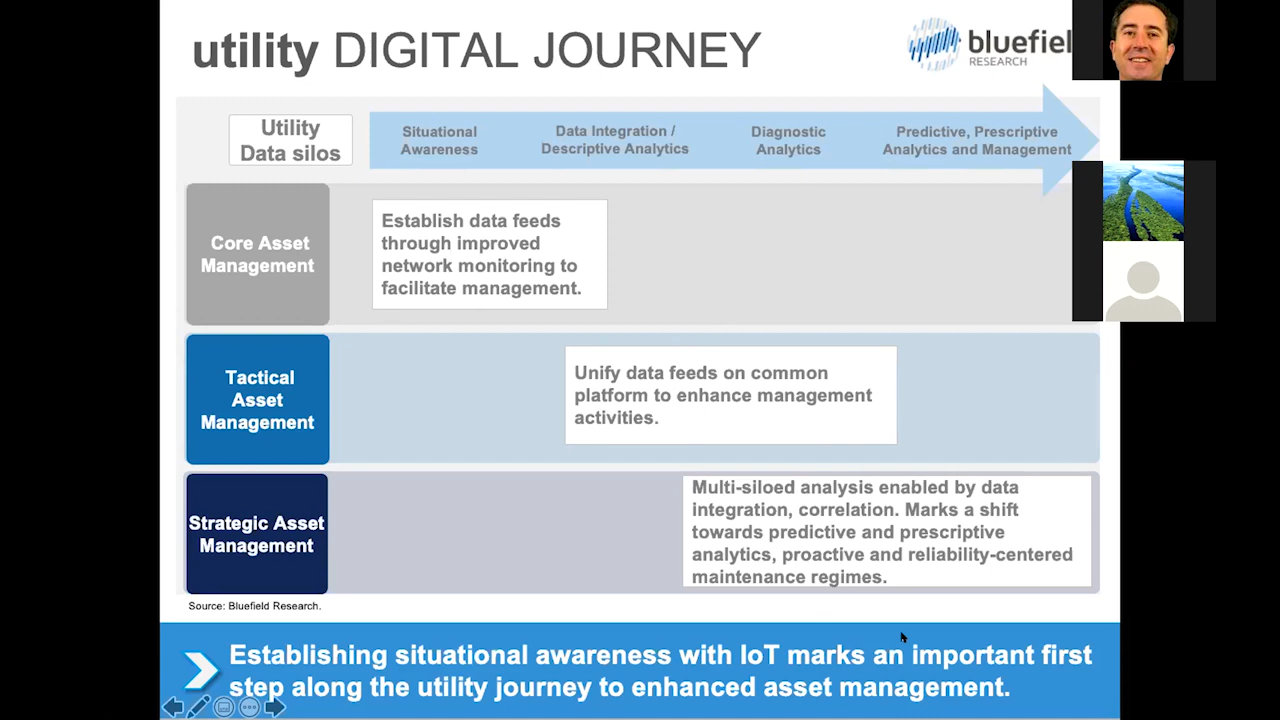 utility DIGITAL JOURNEY
bluefiel
RESEARCH
Utility
Data silos
Situational
Awareness
Data Integration /
Descriptive Analytics
Diagnostic
Analytics
Predictive, Prescriptive
Analytics and Management
Core Asset
Management
Establish data feeds
through improved
network monitoring to
facilitate management.
Tactical
Asset
Management
Unify data feeds on common
platform to enhance management
activities.
Strategic Asset
Management
Multi-siloed analysis enabled by data
integration, correlation. Marks a shift
towards predictive and prescriptive
analytics, proactive and reliability-centered
maintenance regimes.
Source: Bluefield Research.
Establishing situational awareness with IoT marks an important first
step along the utility journey to enhanced asset management.